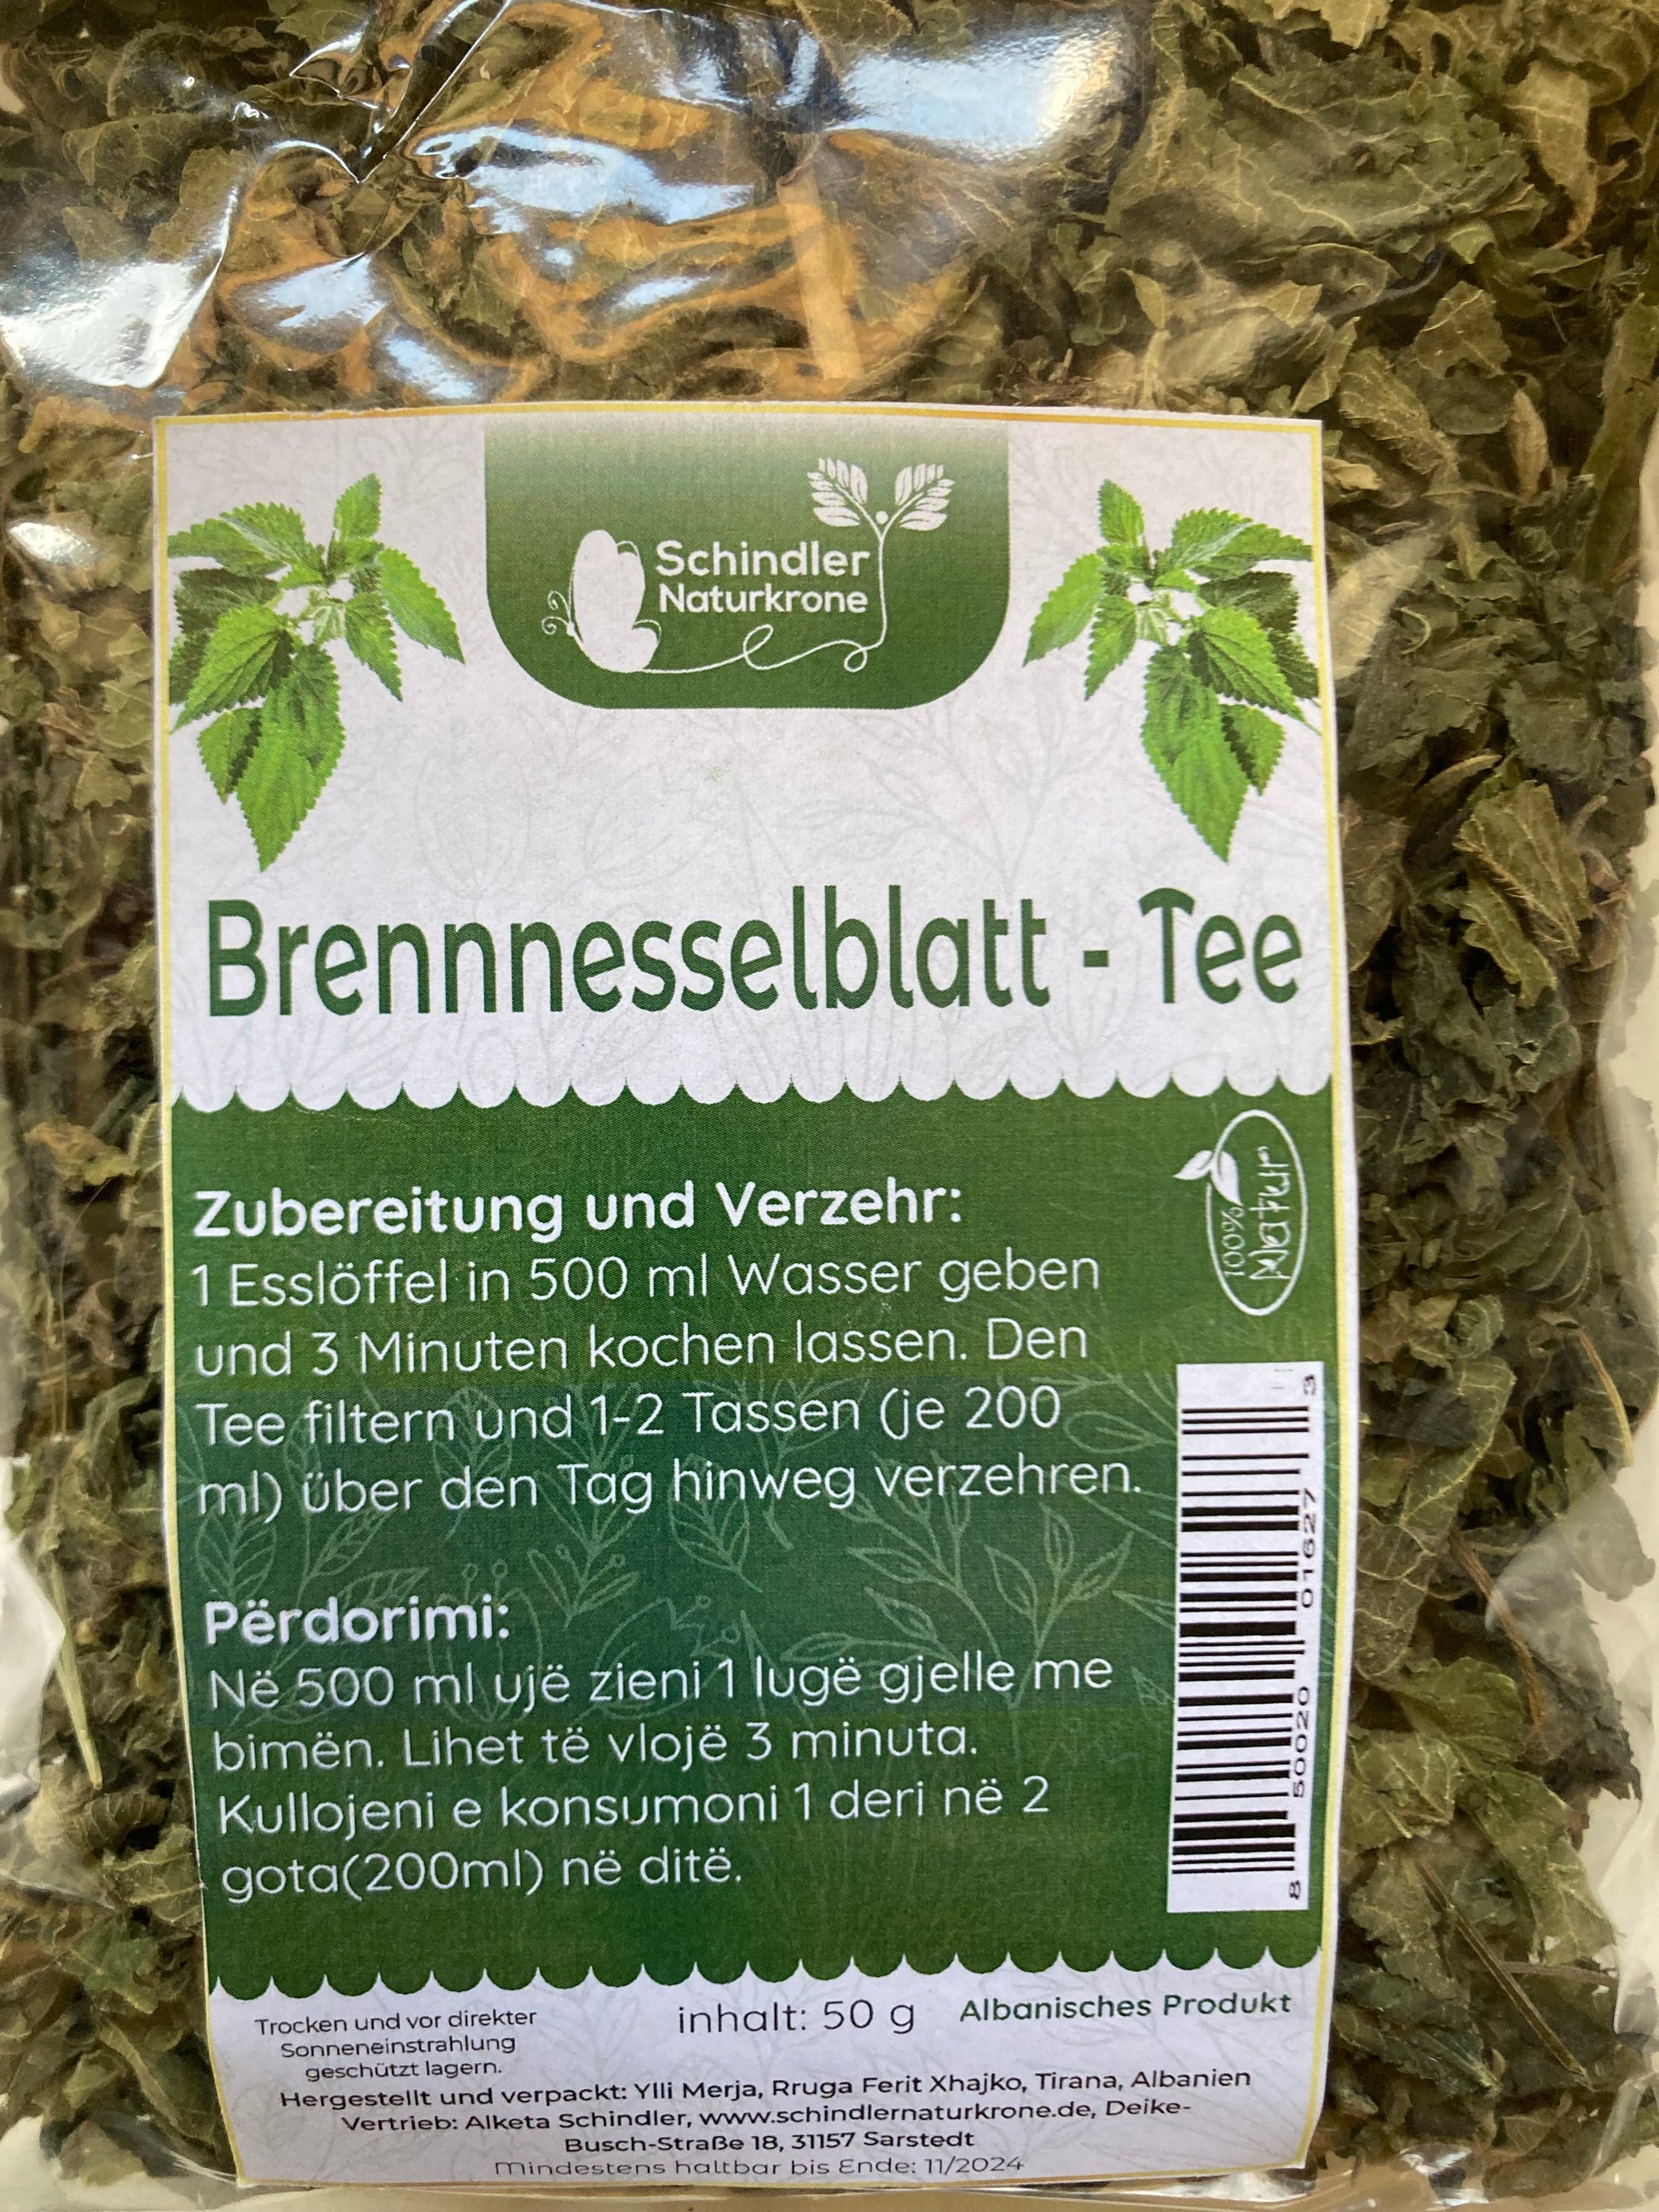 Schindler
Naturkrone
Brennnesselblatt - Tee
100%
Natur
Zubereitung und Verzehr:
1 Esslöffel in 500 ml Wasser geben
und 3 Minuten kochen lassen. Den
Tee filtern und 1-2 Tassen (je 200
ml) über den Tag hinweg verzehren.
Përdorimi:
Në 500 ml ujë zieni 1 lugë gjelle me
bimën. Lihet të vlojë 3 minuta.
Kullojeni e konsumoni 1 deri në 2
gota(200ml) në ditë.
8 50020 01627 3
Trocken und vor direkter
Sonneneinstrahlung
geschützt lagern.
inhalt: 50 g
Albanisches Produkt
Hergestellt und verpackt: Ylli Merja, Rruga Ferit Xhajko, Tirana, Albanien
Vertrieb: Alketa Schindler, www.schindlernaturkrone.de, Deike-
Busch-Straße 18, 31157 Sarstedt
Mindestens haltbar bis Ende: 11/2024